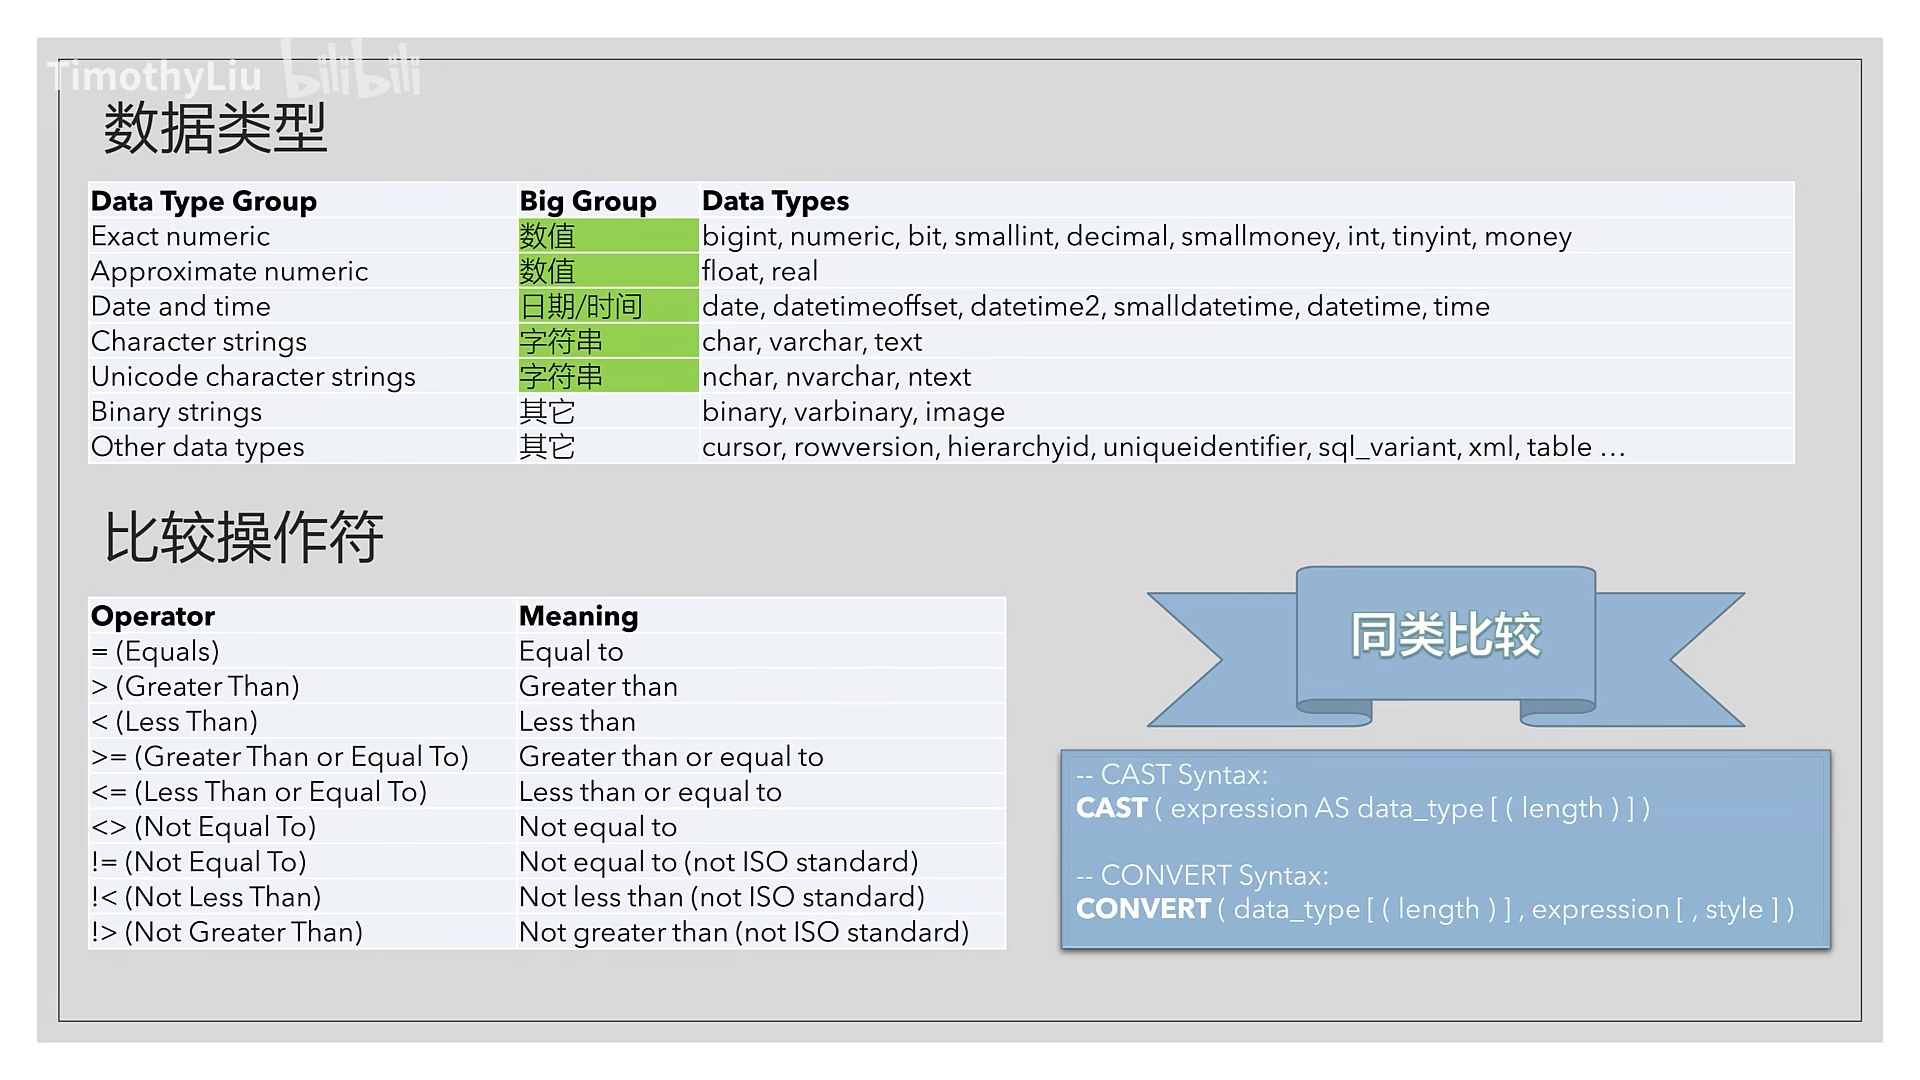 TimothyLiu bilibili
数据类型
Data Type Group Big Group Data Types
Exact numeric 数值 bigint, numeric, bit, smallint, decimal, smallmoney, int, tinyint, money
Approximate numeric 数值 float, real
Date and time 日期/时间 date, datetimeoffset, datetime2, smalldatetime, datetime, time
Character strings 字符串 char, varchar, text
Unicode character strings 字符串 nchar, nvarchar, ntext
Binary strings 其它 binary, varbinary, image
Other data types 其它 cursor, rowversion, hierarchyid, uniqueidentifier, sql_variant, xml, table …
比较操作符
Operator Meaning
= (Equals) Equal to
> (Greater Than) Greater than
< (Less Than) Less than
>= (Greater Than or Equal To) Greater than or equal to
<= (Less Than or Equal To) Less than or equal to
<> (Not Equal To) Not equal to
!= (Not Equal To) Not equal to (not ISO standard)
!< (Not Less Than) Not less than (not ISO standard)
!> (Not Greater Than) Not greater than (not ISO standard)
同类比较
-- CAST Syntax:
CAST ( expression AS data_type [ ( length ) ] )
-- CONVERT Syntax:
CONVERT ( data_type [ ( length ) ] , expression [ , style ] )